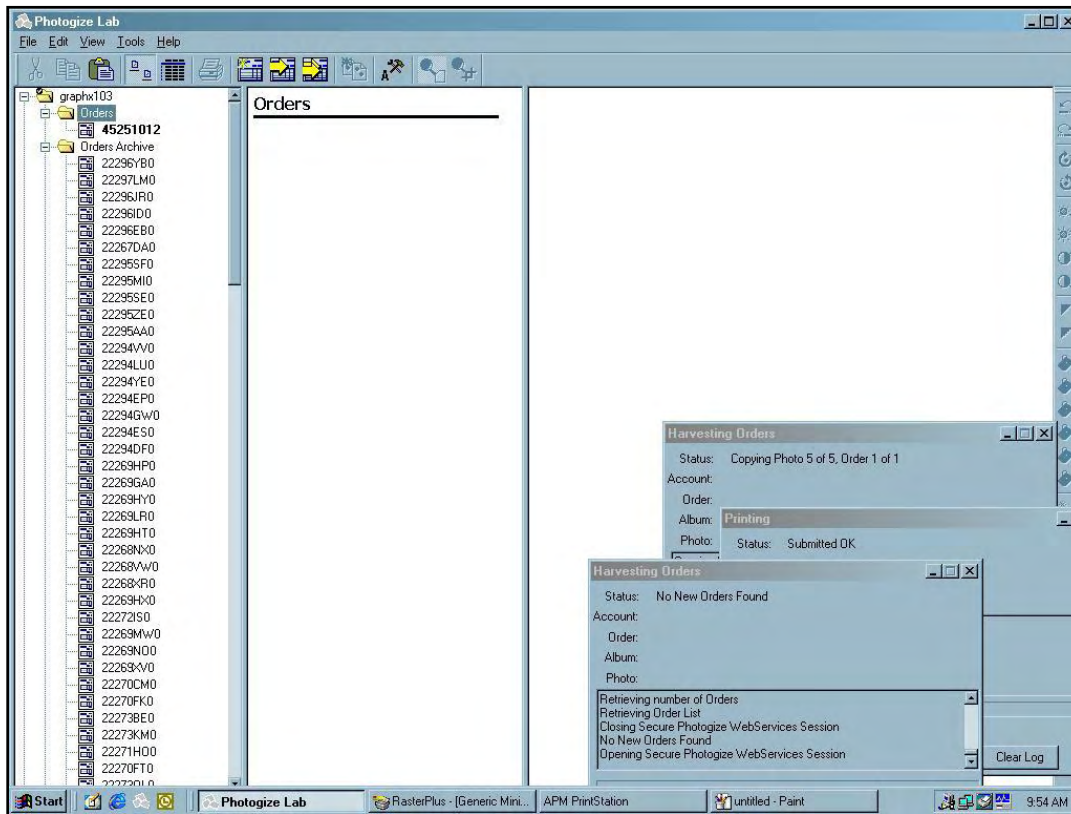 Photogize Lab
File Edit View Tools Help
graphx103
Orders
45251012
Orders Archive
22296YB0
22297LM0
22296JR0
22296ID0
22296EB0
22267DA0
22295SF0
22295MI0
22295SE0
22295ZE0
22295AA0
22294VV0
22294LU0
22294YE0
22294EP0
22294GW0
22294ES0
22294DF0
22269HP0
22269GA0
22269HY0
22269LR0
22269HT0
22268NX0
22268VW0
22268XR0
22269HX0
22272IS0
22269MW0
22269NO0
22269XV0
22270CM0
22270FK0
22273BE0
22273KM0
22271HO0
22270FT0
Orders
Harvesting Orders
Status: Copying Photo 5 of 5, Order 1 of 1
Account:
Order:
Album:
Photo:
Printing
Status: Submitted OK
Harvesting Orders
Status: No New Orders Found
Account:
Order:
Album:
Photo:
Retrieving number of Orders
Retrieving Order List
Closing Secure Photogize WebServices Session
No New Orders Found
Opening Secure Photogize WebServices Session
Clear Log
Start Photogize Lab RasterPlus - [Generic Mini... APM PrintStation untitled - Paint 9:54 AM